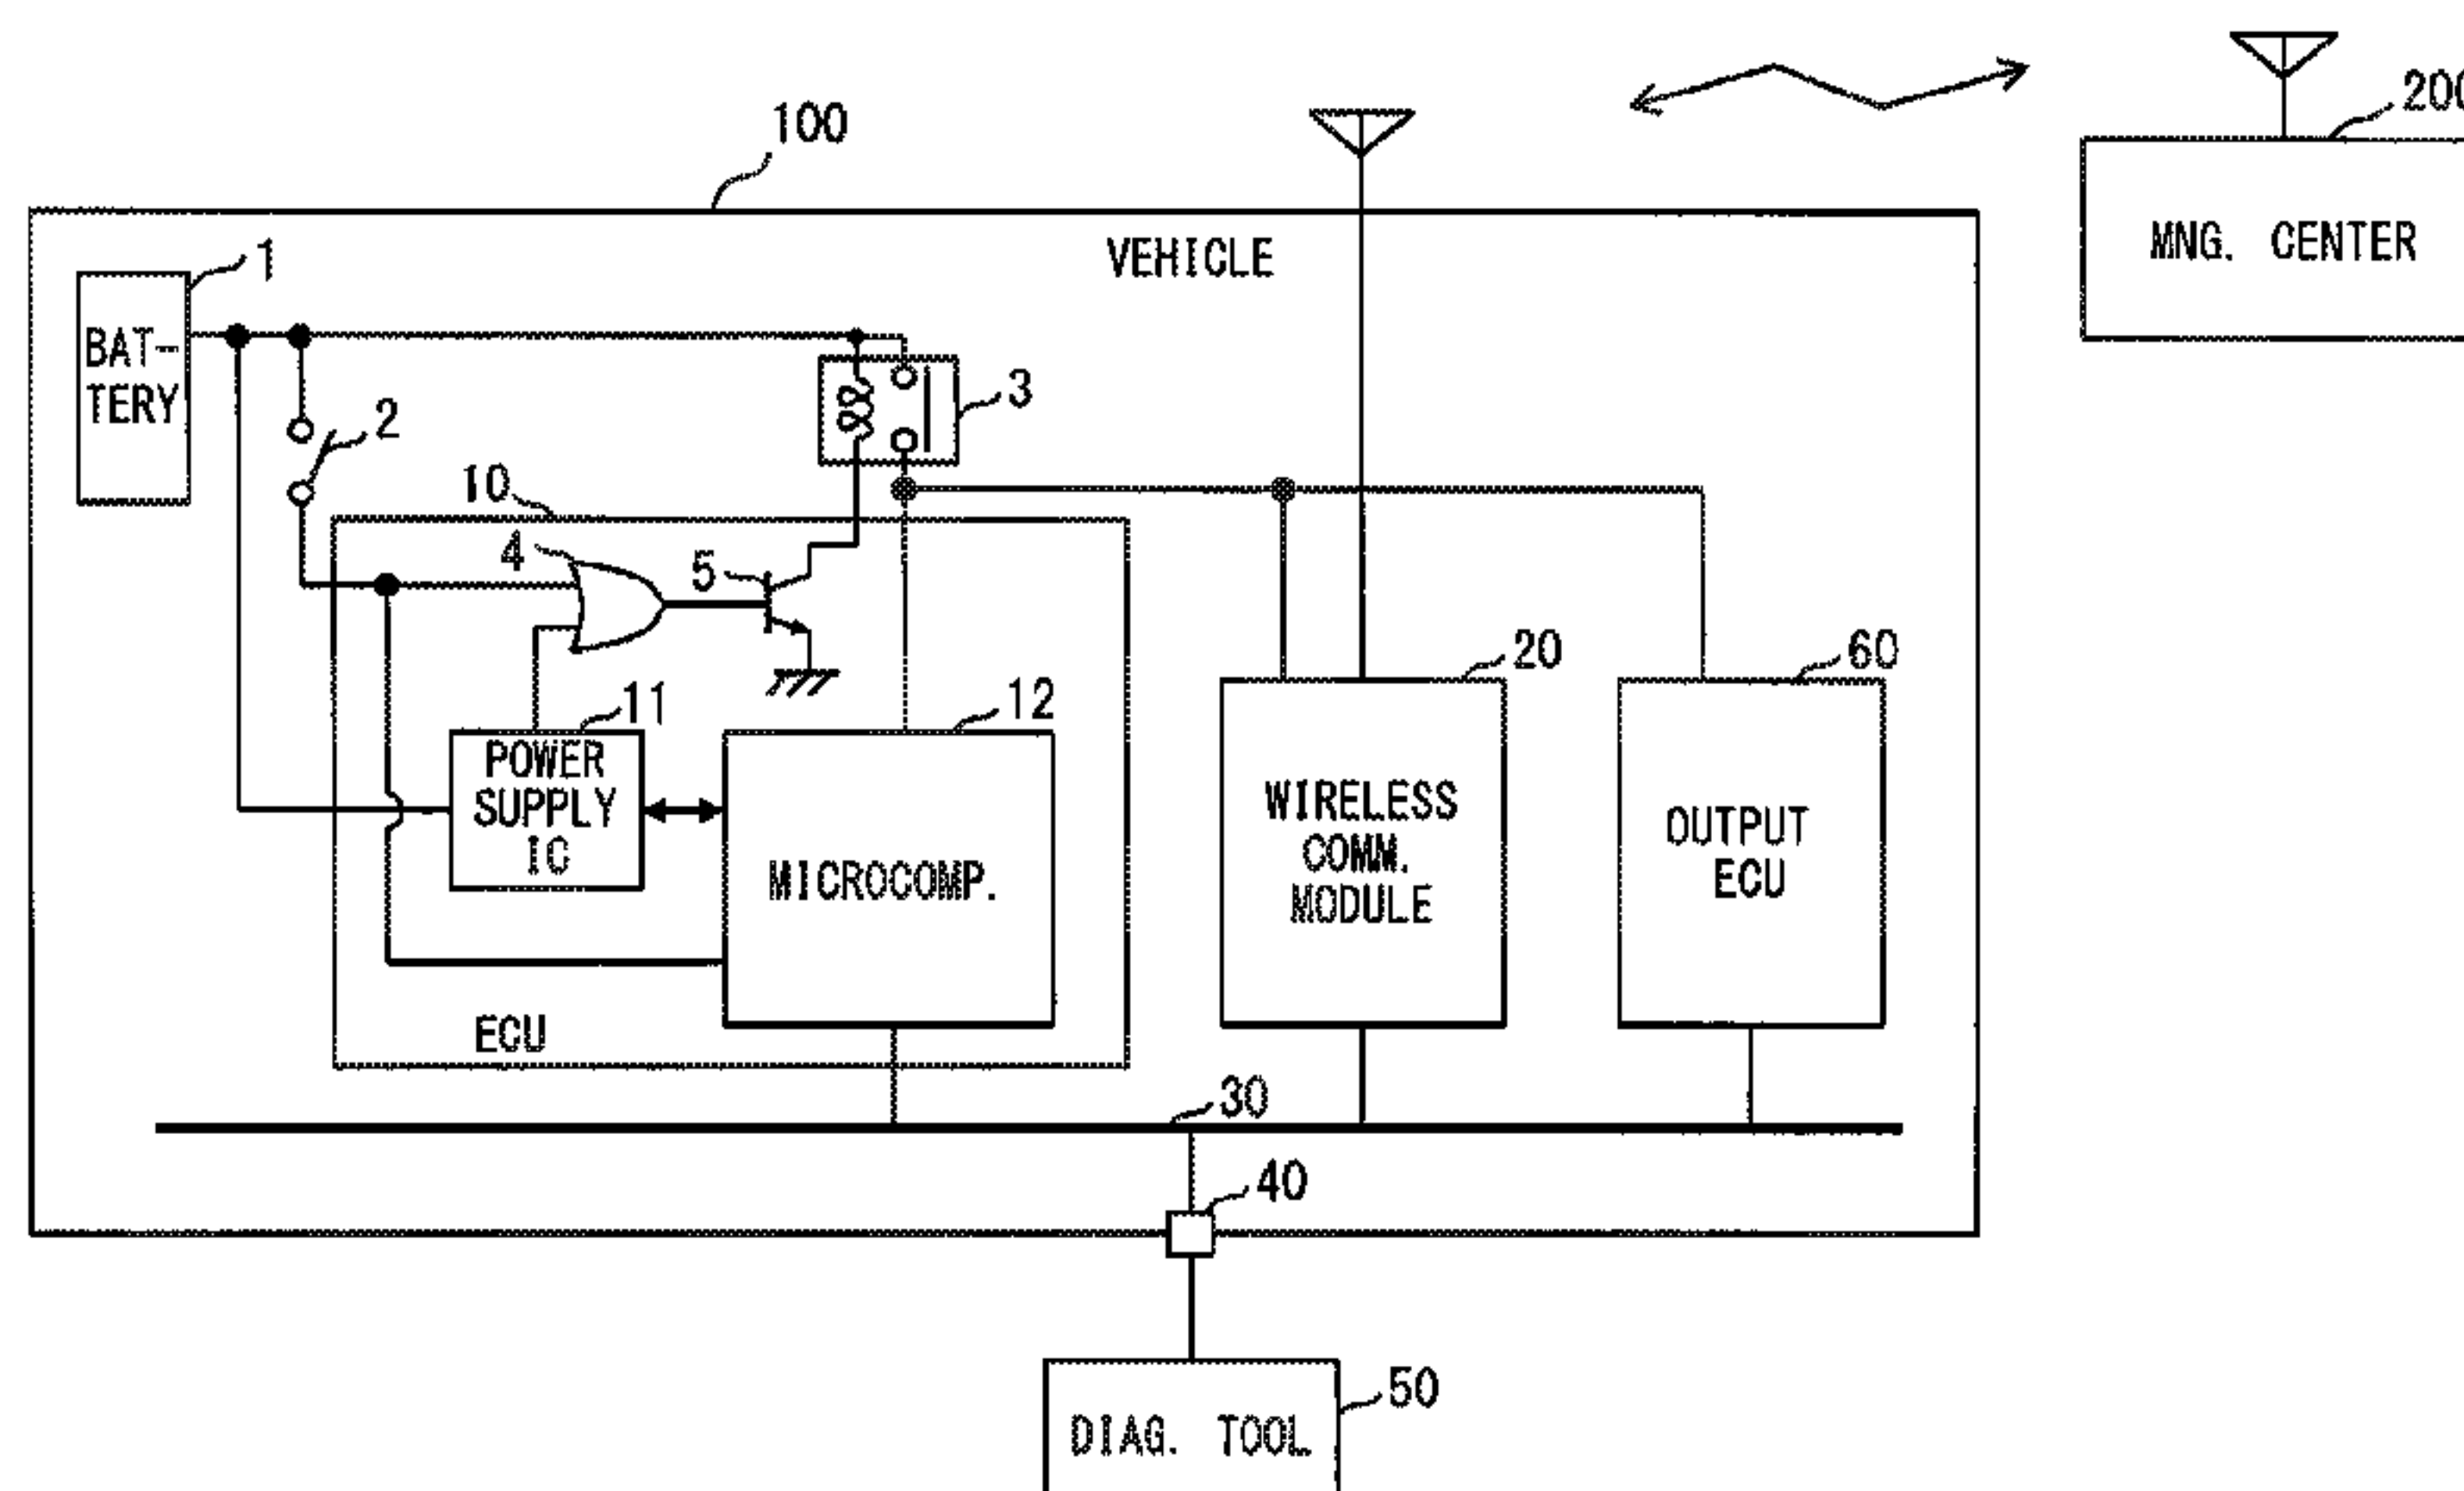 100
200
MNG. CENTER
VEHICLE
1
BAT-
TERY
2
3
10
4
5
20
60
11
12
POWER
SUPPLY
IC
MICROCOMP.
WIRELESS
COMM.
MODULE
OUTPUT
ECU
ECU
30
40
50
DIAG. TOOL